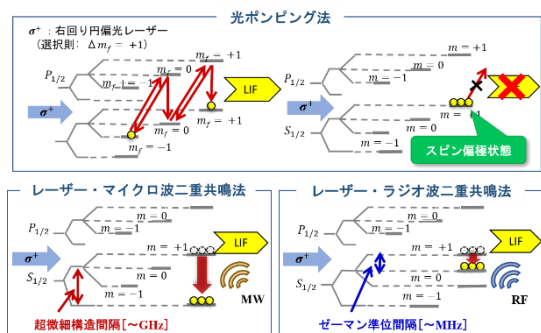 光ポンピング法
σ⁺：右回り円偏光レーザー
（選択則：Δm_f = +1）
m_f = +1
m_f = 0
m_f = −1
P_1/2
LIF
σ⁺
m_f = +1
m_f = 0
S_1/2
m_f = −1
m = +1
m = 0
m = −1
P_1/2
σ⁺
m = +1
m = 0
S_1/2
m = −1
スピン偏極状態
レーザー・マイクロ波二重共鳴法
m = 0
P_1/2
m = −1
LIF
σ⁺
m = +1
m = 0
S_1/2
m = −1
MW
超微細構造間隔[～GHz]
レーザー・ラジオ波二重共鳴法
m = 0
P_1/2
m = −1
LIF
σ⁺
m = +1
m = 0
S_1/2
m = −1
RF
ゼーマン準位間隔[～MHz]